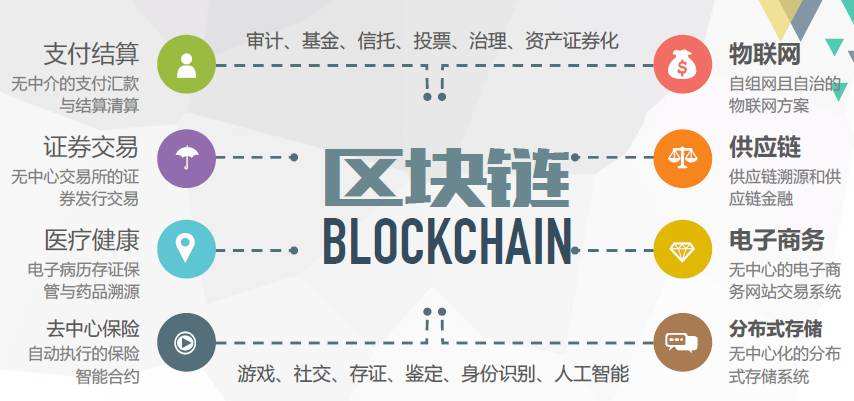 审计、基金、信托、投票、治理、资产证券化
支付结算
无中介的支付汇款
与结算清算
证券交易
无中心交易所的证
券发行交易
医疗健康
电子病历存证保
管与药品溯源
去中心保险
自动执行的保险
智能合约
区块链
BLOCKCHAIN
物联网
自组网且自治的
物联网方案
供应链
供应链溯源和供
应链金融
电子商务
无中心的电子商
务网站交易系统
分布式存储
无中心化的分布
式存储系统
游戏、社交、存证、鉴定、身份识别、人工智能